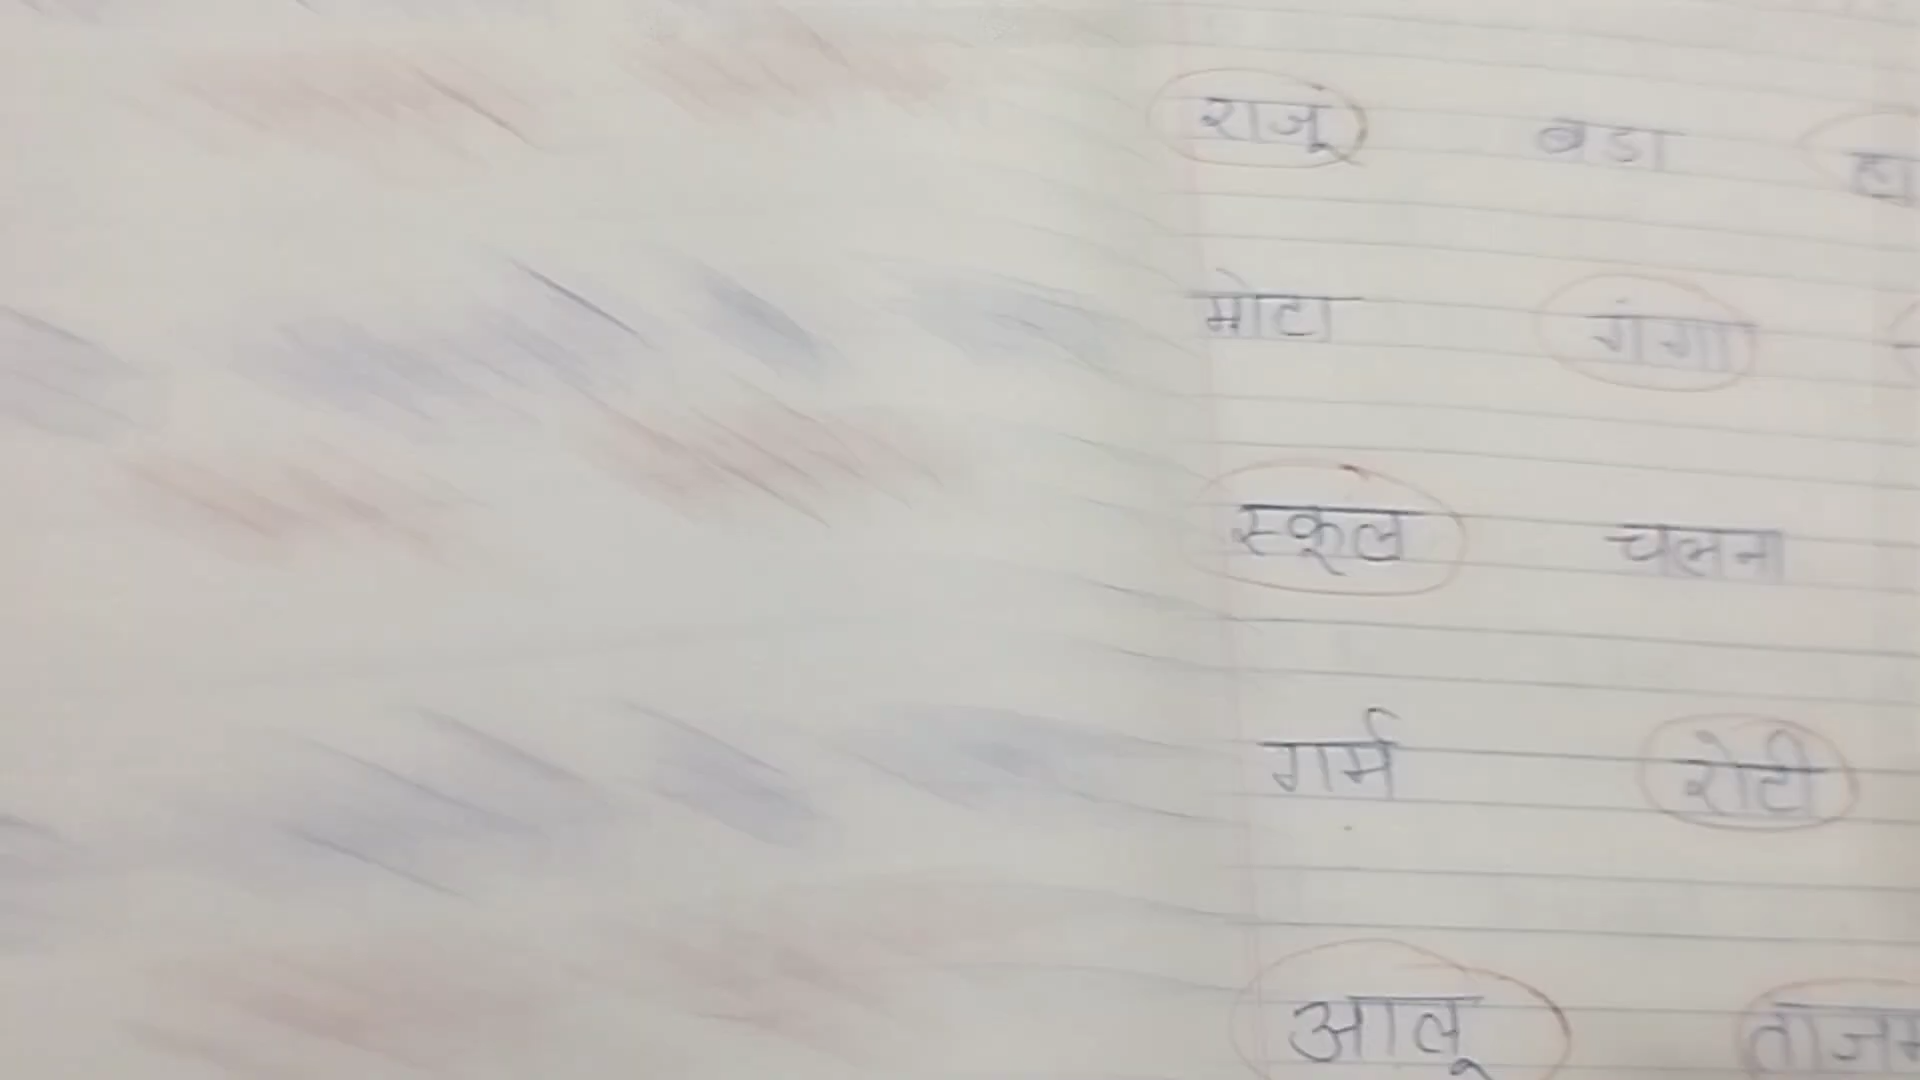 राजू बडा
मोटा गंगा
स्कूल चलना
गर्म रोटी
आलू